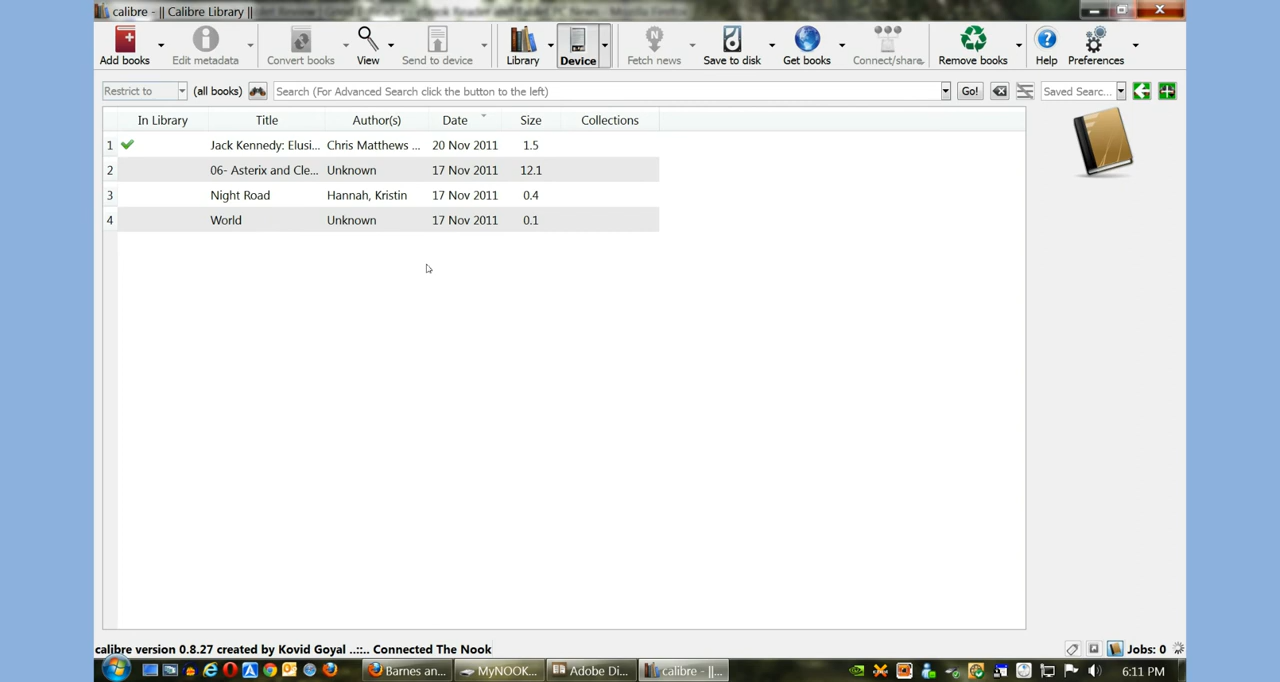 calibre - || Calibre Library ||
Add books Edit metadata Convert books View Send to device Library Device Fetch news Save to disk Get books Connect/share Remove books Help Preferences
Restrict to (all books) Search (For Advanced Search click the button to the left) Go! Saved Searc...
In Library Title Author(s) Date Size Collections
1 Jack Kennedy: Elusi... Chris Matthews ... 20 Nov 2011 1.5
2 06- Asterix and Cle... Unknown 17 Nov 2011 12.1
3 Night Road Hannah, Kristin 17 Nov 2011 0.4
4 World Unknown 17 Nov 2011 0.1
calibre version 0.8.27 created by Kovid Goyal ..::.. Connected The Nook Jobs: 0
Barnes an... MyNOOK... Adobe Di... calibre - ||... 6:11 PM